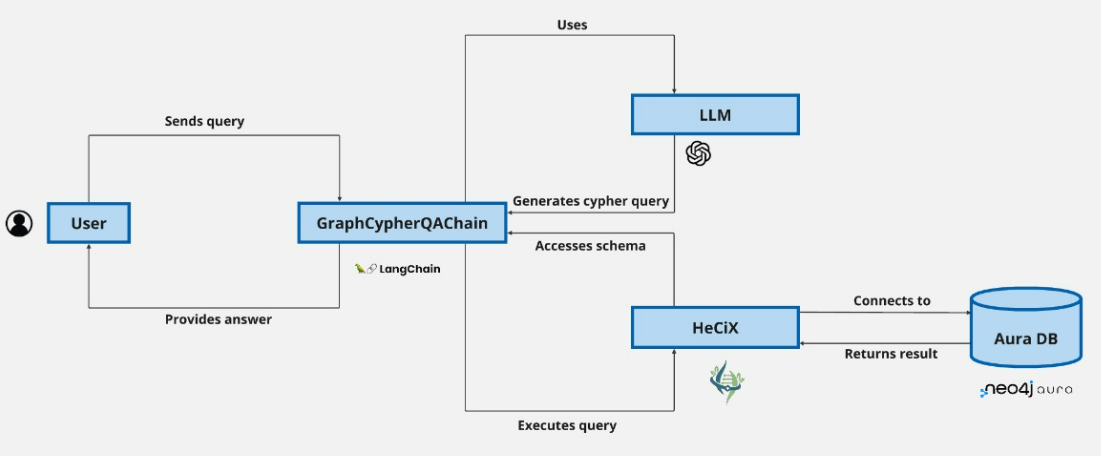 Uses
LLM
Sends query
Generates cypher query
User
GraphCypherQAChain
Accesses schema
LangChain
Connects to
Provides answer
HeCiX
Aura DB
Returns result
neo4j aura
Executes query